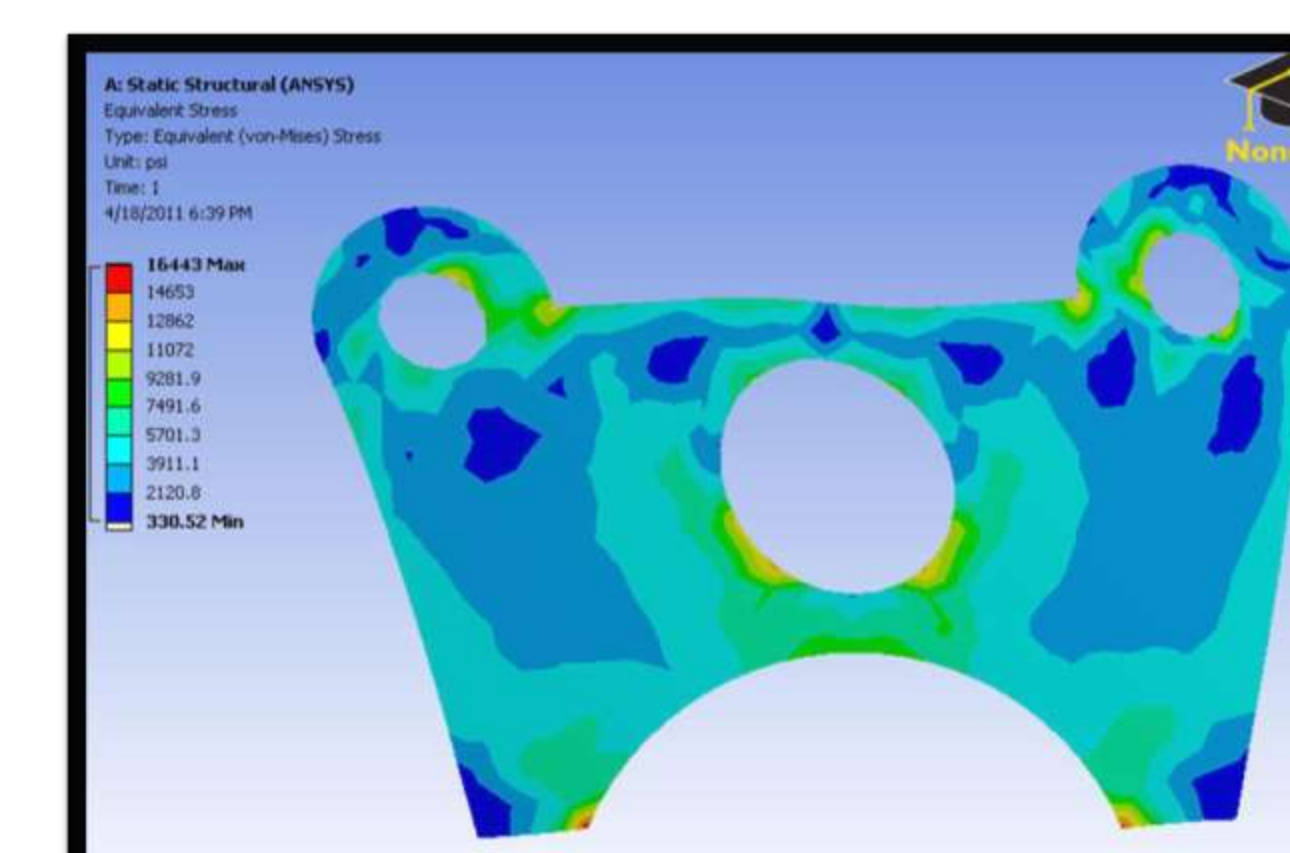 A: Static Structural (ANSYS)
Equivalent Stress
Type: Equivalent (von-Mises) Stress
Unit: psi
Time: 1
4/18/2011 6:39 PM
16443 Max
14653
12862
11072
9281.9
7491.6
5701.3
3911.1
2120.8
330.52 Min